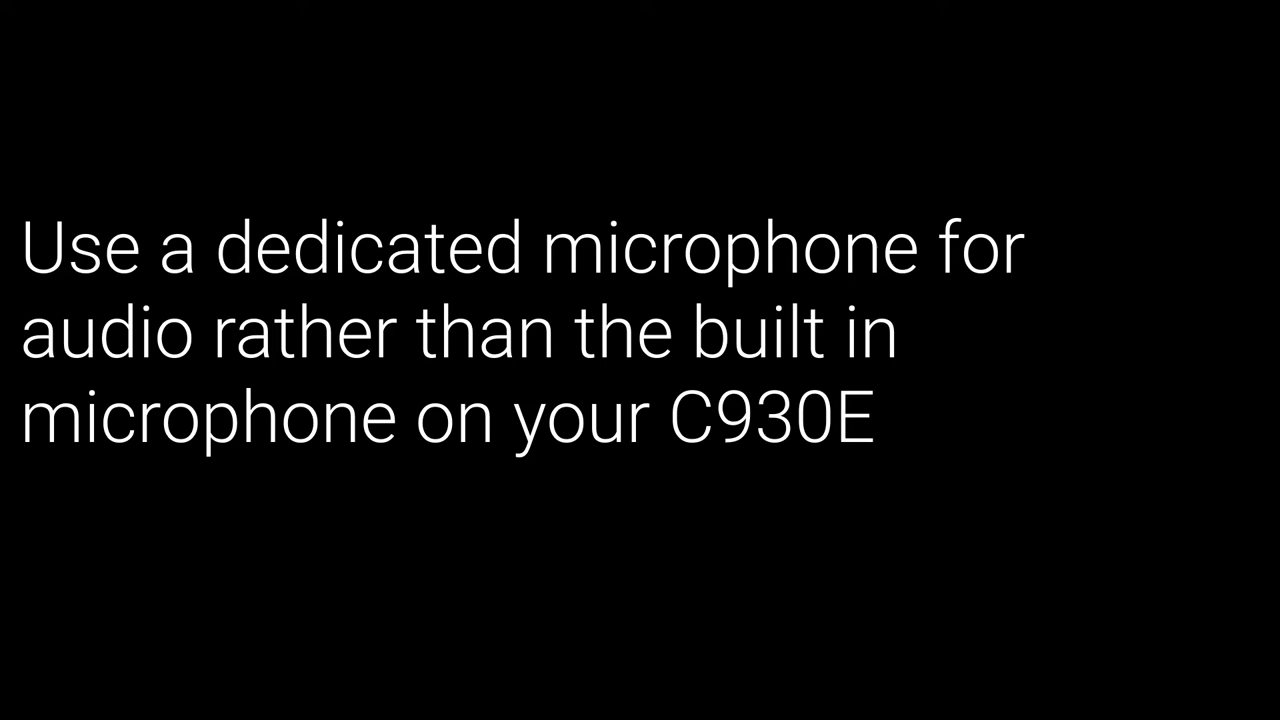 Use a dedicated microphone for
audio rather than the built in
microphone on your C930E